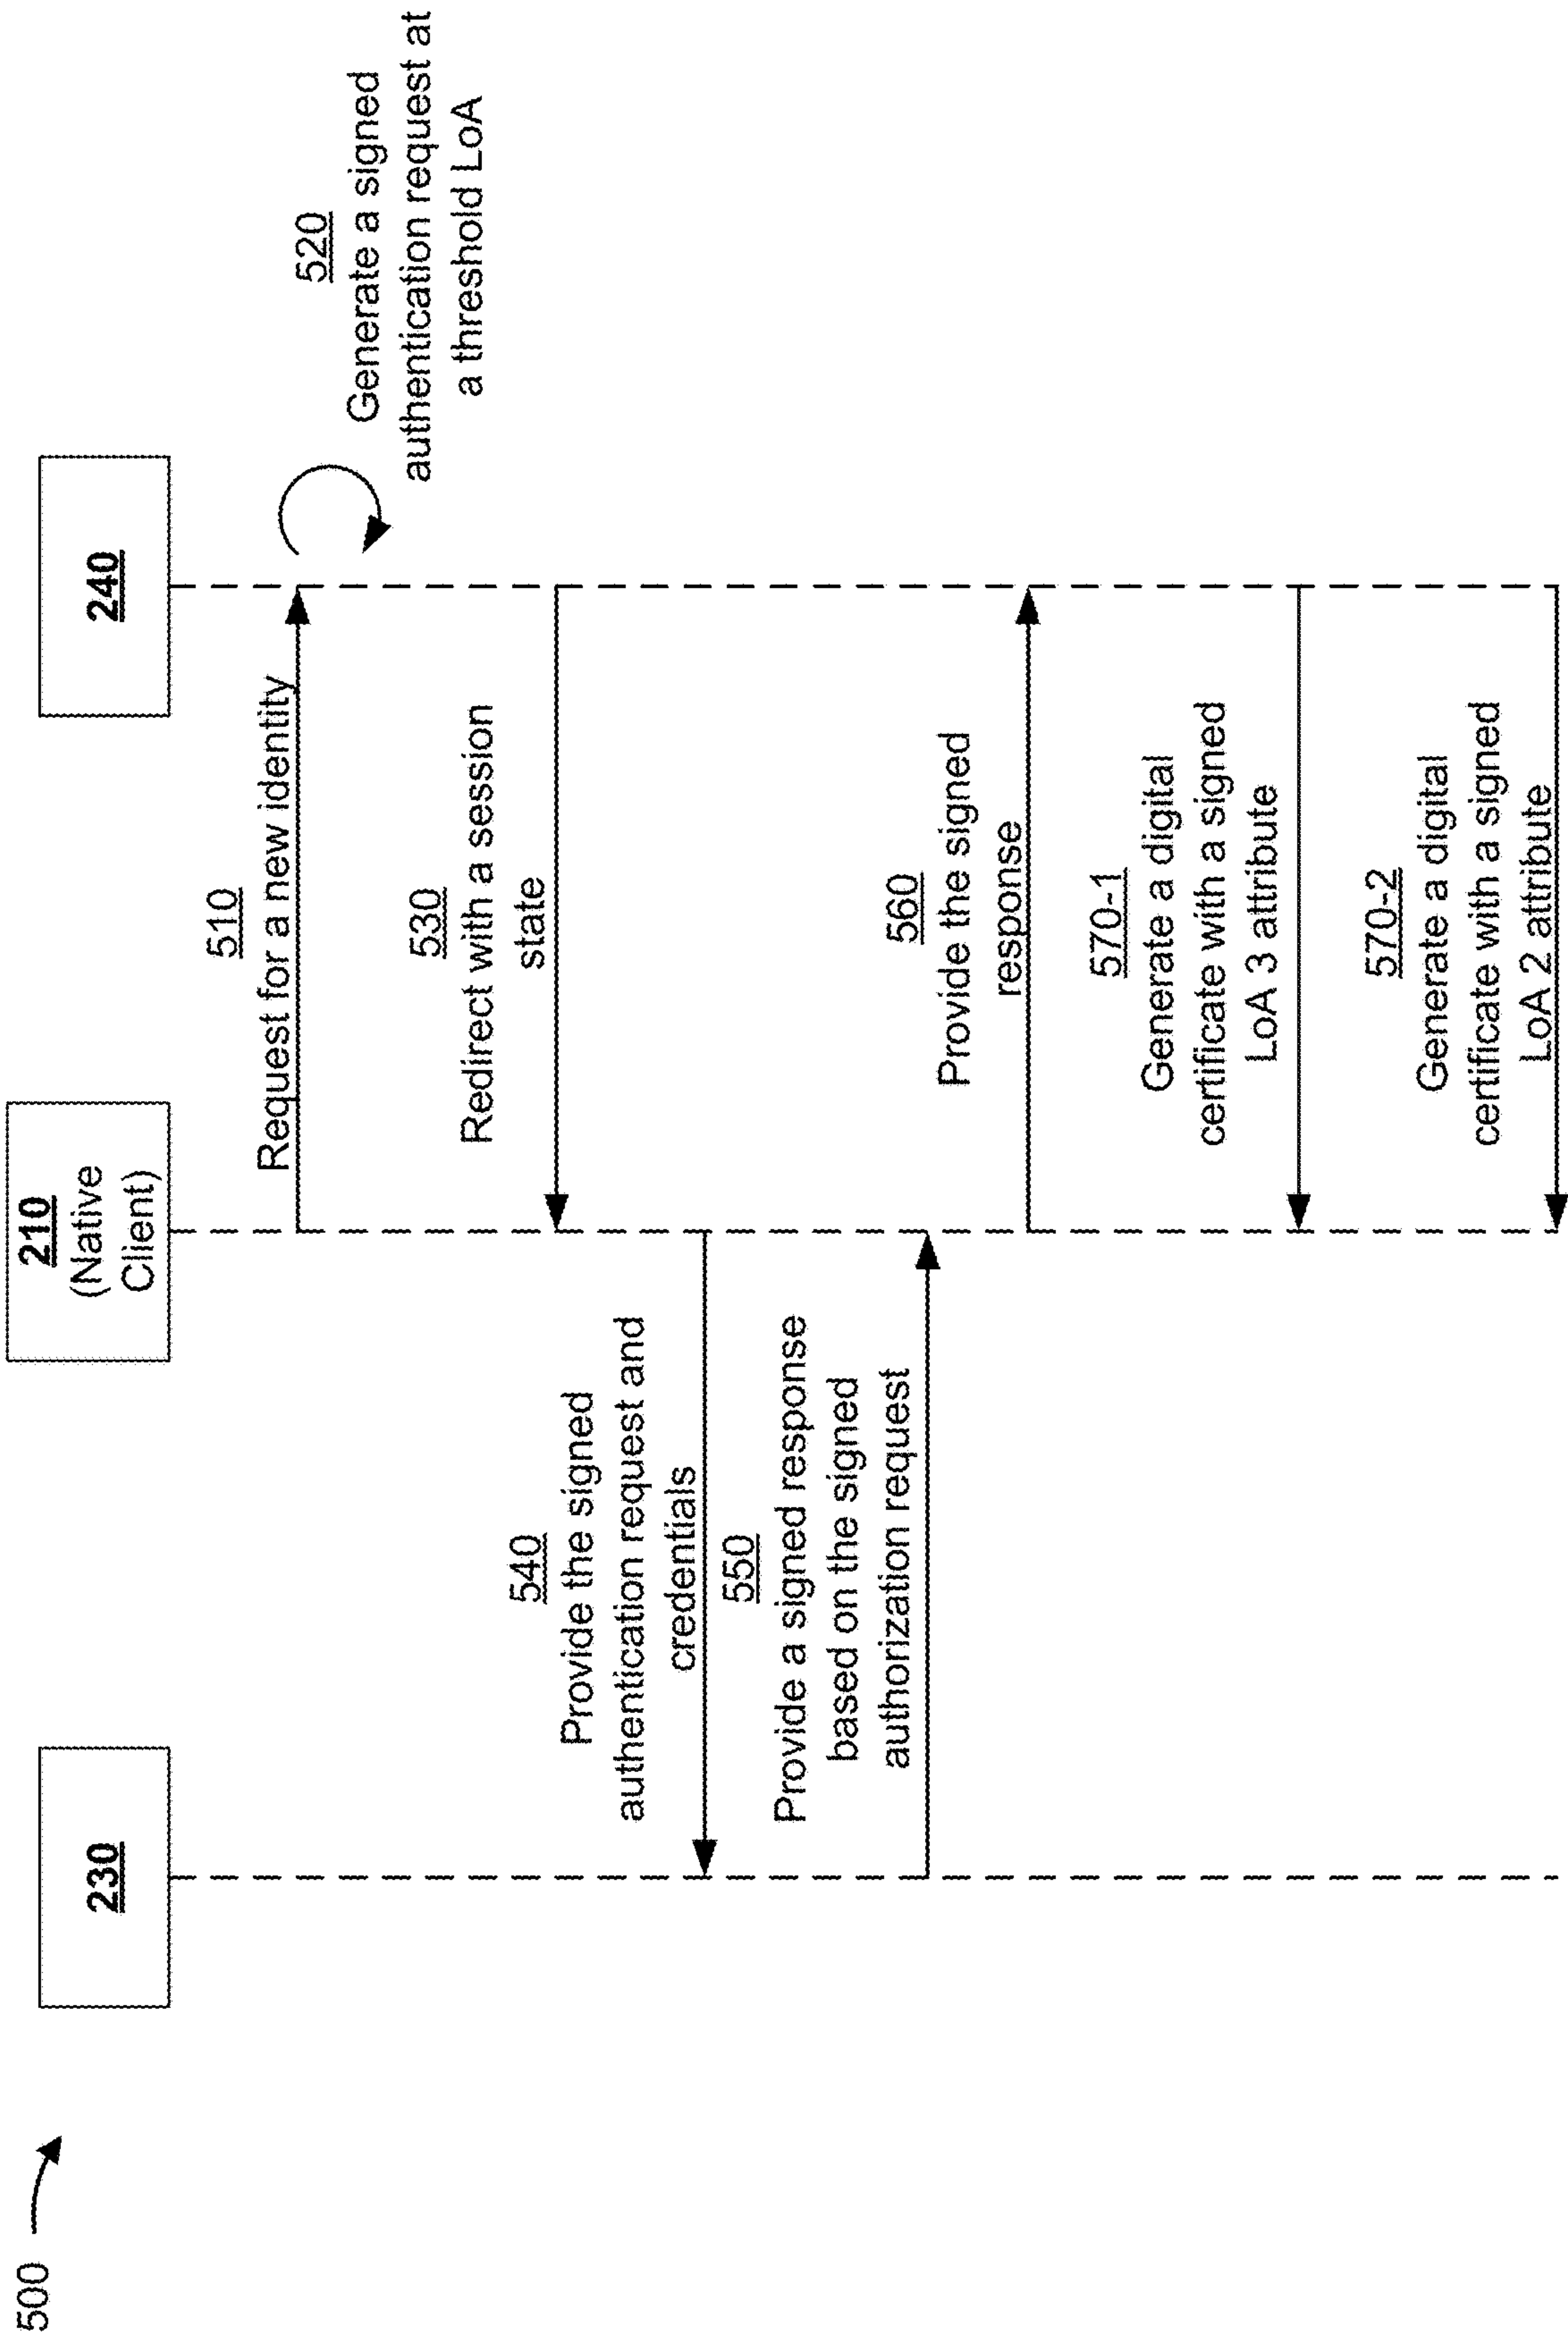 500
230
210
(Native
Client)
240
510
Request for a new identity
520
Generate a signed
authentication request at
a threshold LoA
530
Redirect with a session
state
540
Provide the signed
authentication request and
credentials
550
Provide a signed response
based on the signed
authorization request
560
Provide the signed
response
570-1
Generate a digital
certificate with a signed
LoA 3 attribute
570-2
Generate a digital
certificate with a signed
LoA 2 attribute